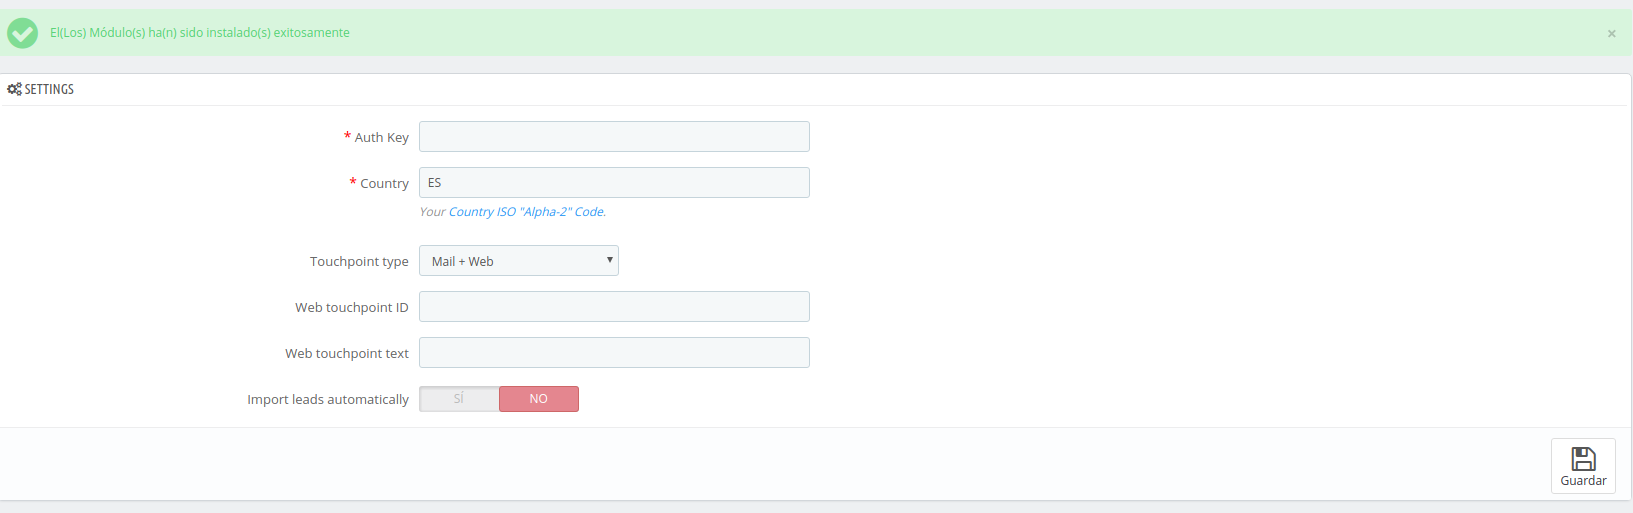 El(Los) Módulo(s) ha(n) sido instalado(s) exitosamente
×
SETTINGS
* Auth Key
* Country
ES
Your Country ISO "Alpha-2" Code.
Touchpoint type
Mail + Web
Web touchpoint ID
Web touchpoint text
Import leads automatically
SÍ
NO
Guardar